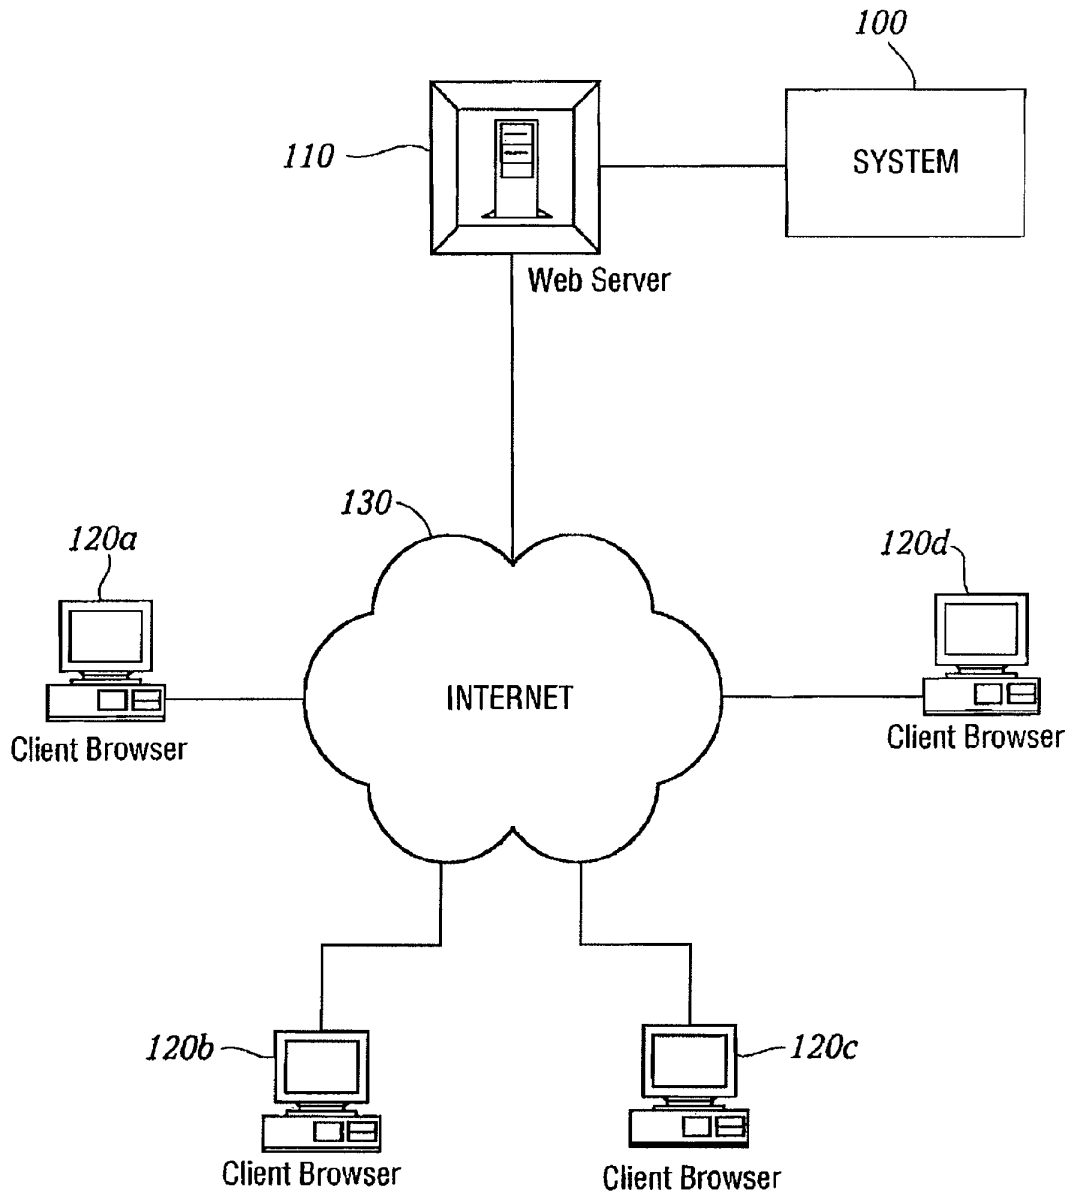 100
110
SYSTEM
Web Server
130
120a
120d
INTERNET
Client Browser
Client Browser
120b
120c
Client Browser
Client Browser